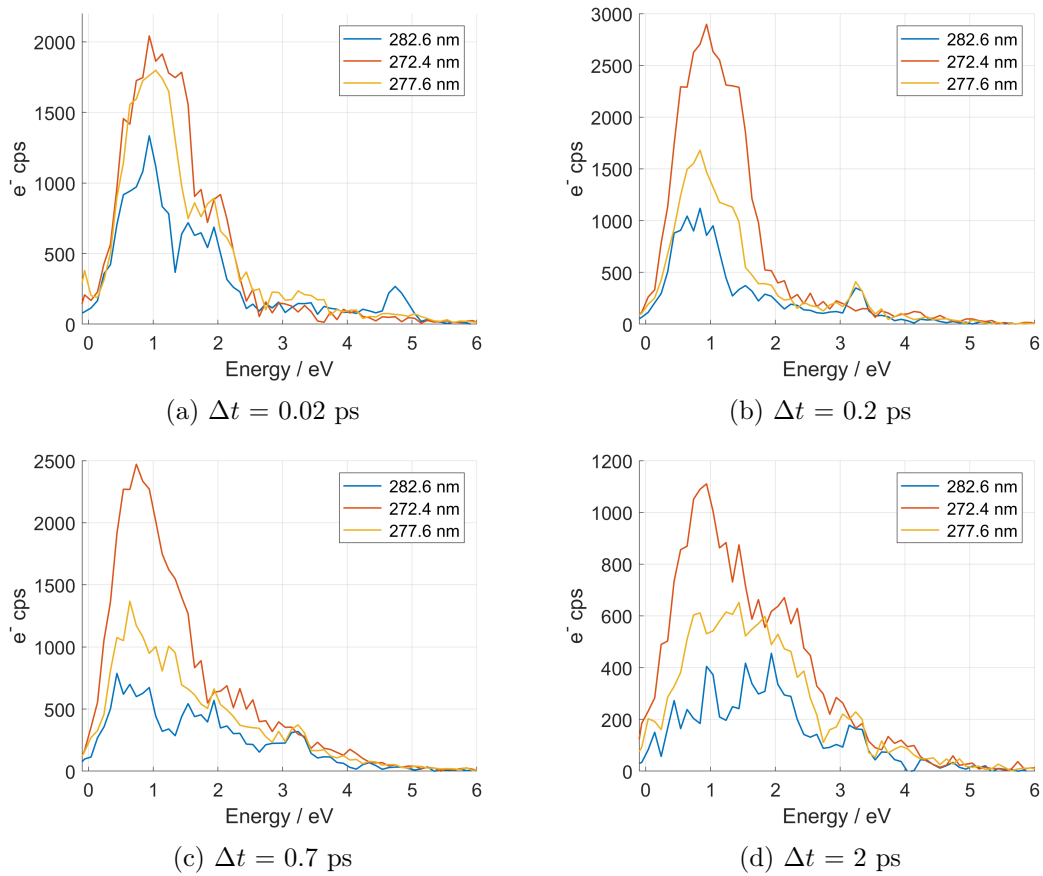 282.6 nm
272.4 nm
277.6 nm
e- cps
2000
1500
1000
500
0
0 1 2 3 4 5 6
Energy / eV
(a) Δt = 0.02 ps
282.6 nm
272.4 nm
277.6 nm
e- cps
3000
2500
2000
1500
1000
500
0
0 1 2 3 4 5 6
Energy / eV
(b) Δt = 0.2 ps
282.6 nm
272.4 nm
277.6 nm
e- cps
2500
2000
1500
1000
500
0
0 1 2 3 4 5 6
Energy / eV
(c) Δt = 0.7 ps
282.6 nm
272.4 nm
277.6 nm
e- cps
1200
1000
800
600
400
200
0
0 1 2 3 4 5 6
Energy / eV
(d) Δt = 2 ps